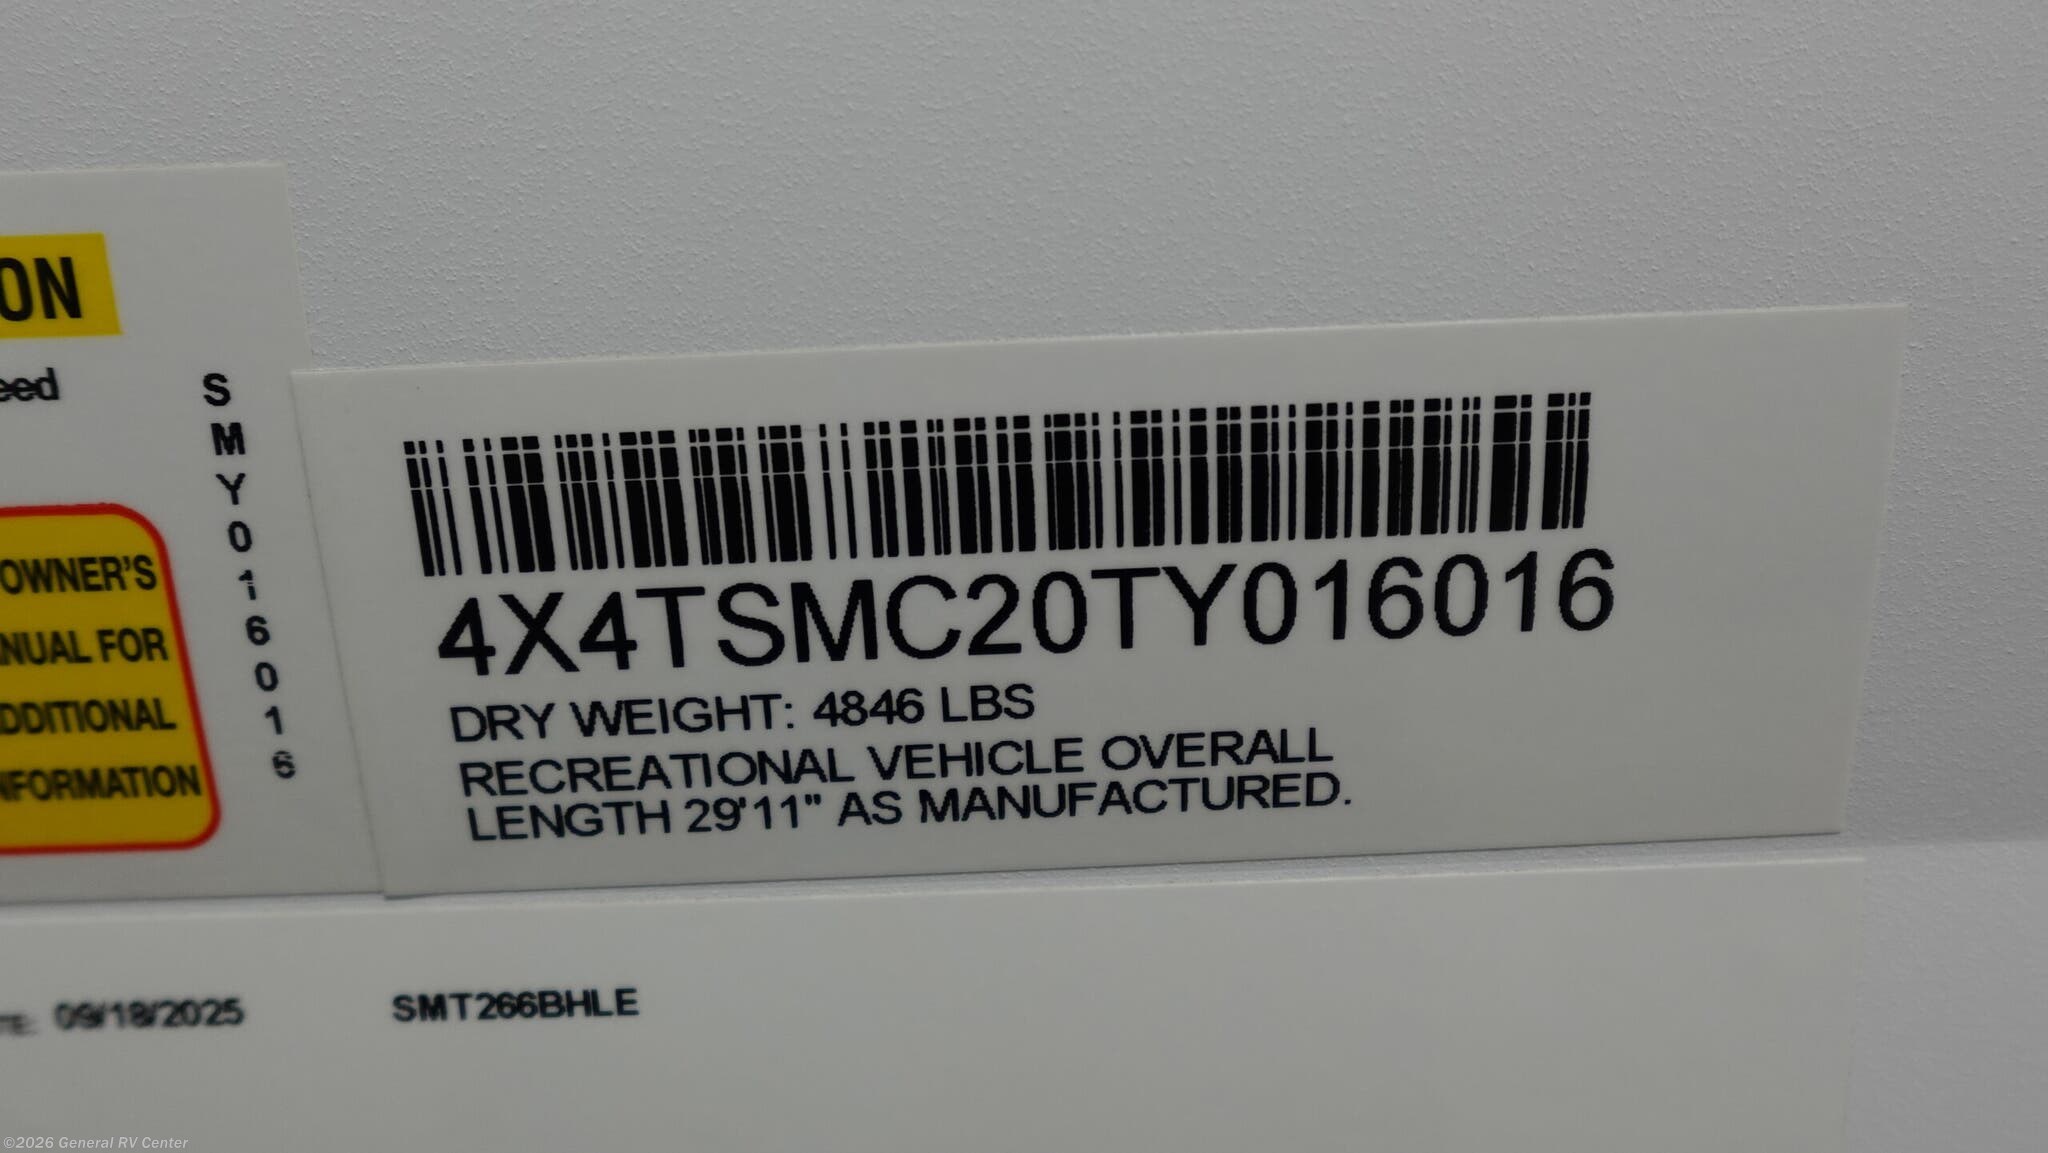 ON
eed
OWNER'S
NUAL FOR
DDITIONAL
NFORMATION
SMY016016
4X4TSMC20TY016016
DRY WEIGHT: 4846 LBS
RECREATIONAL VEHICLE OVERALL
LENGTH 29'11" AS MANUFACTURED.
TE: 09/18/2025 SMT266BHLE
©2026 General RV Center